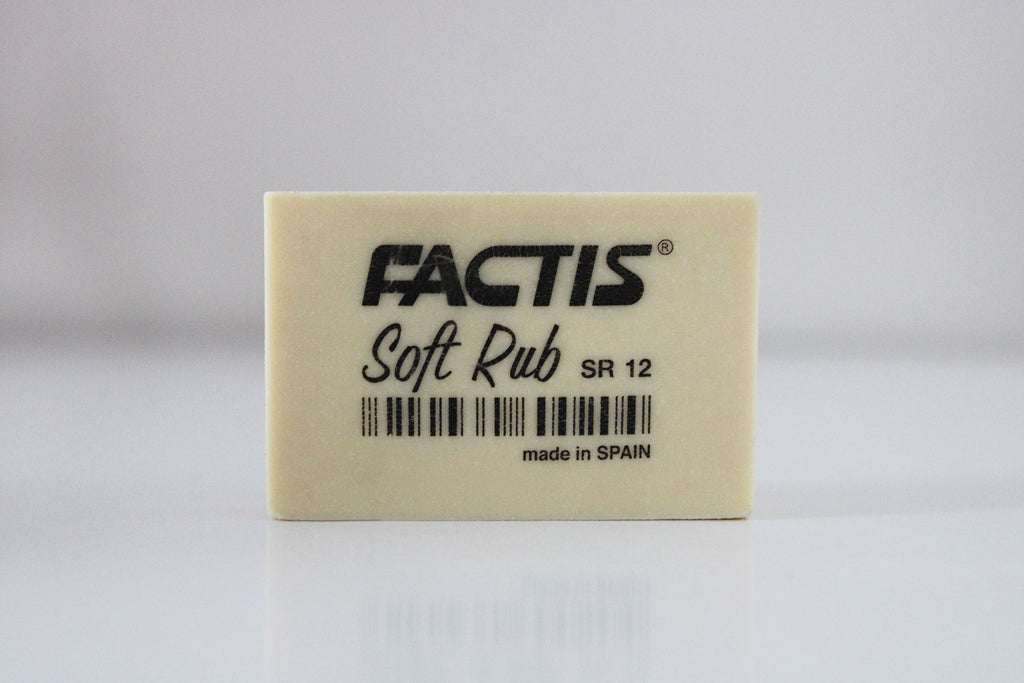 FACTIS®
Soft Rub SR 12
made in SPAIN